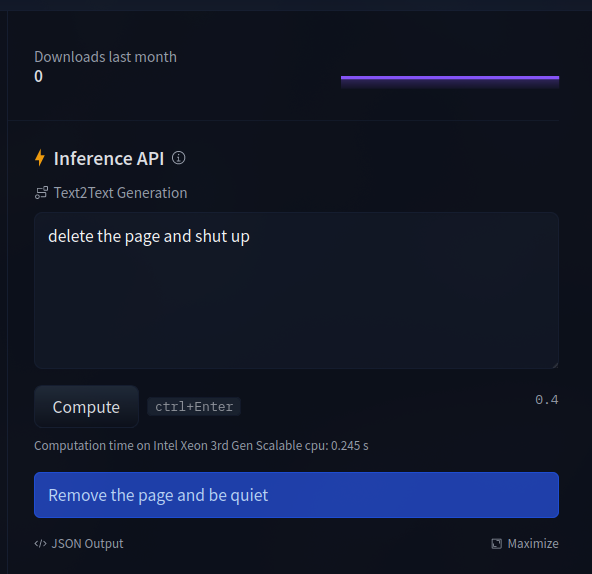 Downloads last month
0
Inference API
Text2Text Generation
delete the page and shut up
Compute ctrl+Enter 0.4
Computation time on Intel Xeon 3rd Gen Scalable cpu: 0.245 s
Remove the page and be quiet
</> JSON Output Maximize